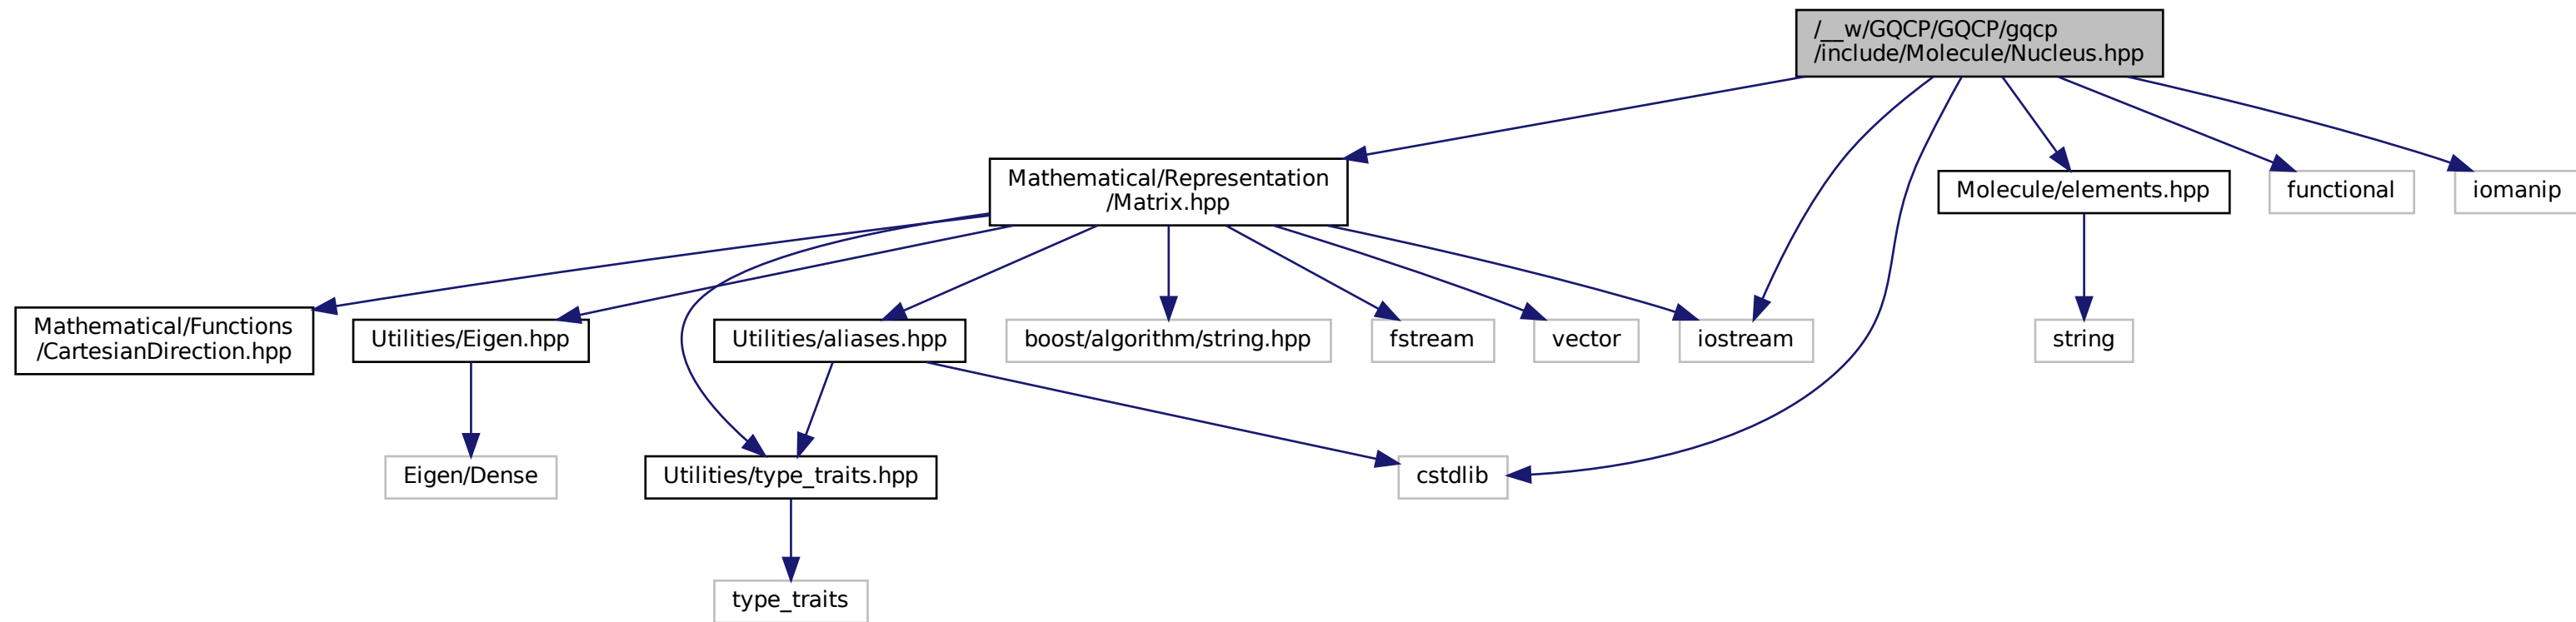 /__w/GQCP/GQCP/gqcp
/include/Molecule/Nucleus.hpp
Mathematical/Representation
/Matrix.hpp
Molecule/elements.hpp
functional
iomanip
Mathematical/Functions
/CartesianDirection.hpp
Utilities/Eigen.hpp
Utilities/aliases.hpp
boost/algorithm/string.hpp
fstream
vector
iostream
string
Eigen/Dense
Utilities/type_traits.hpp
cstdlib
type_traits